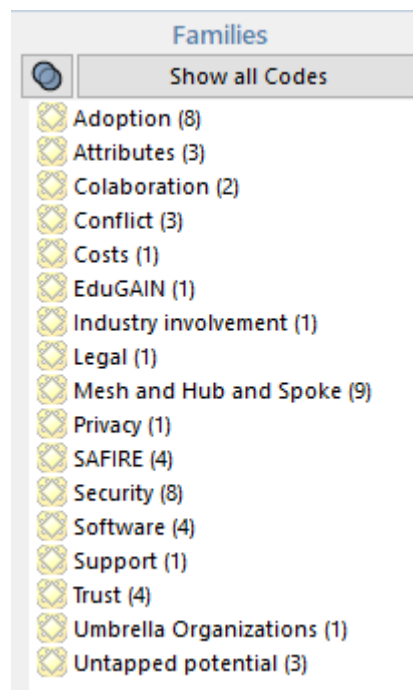 Families
Show all Codes
Adoption (8)
Attributes (3)
Colaboration (2)
Conflict (3)
Costs (1)
EduGAIN (1)
Industry involvement (1)
Legal (1)
Mesh and Hub and Spoke (9)
Privacy (1)
SAFIRE (4)
Security (8)
Software (4)
Support (1)
Trust (4)
Umbrella Organizations (1)
Untapped potential (3)